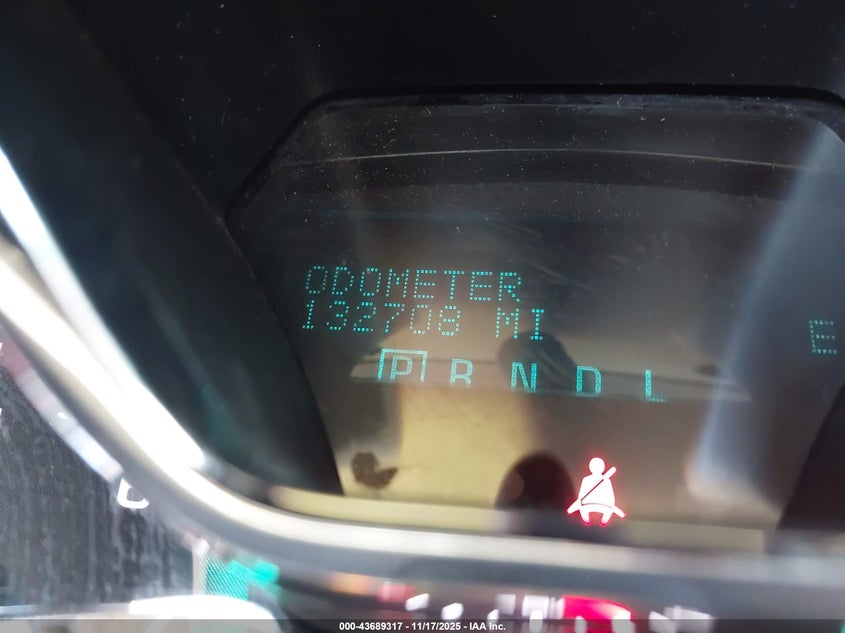 ODOMETER
132708 MI
E
P R N D L
000-43689317 - 11/17/2025 - IAA Inc.